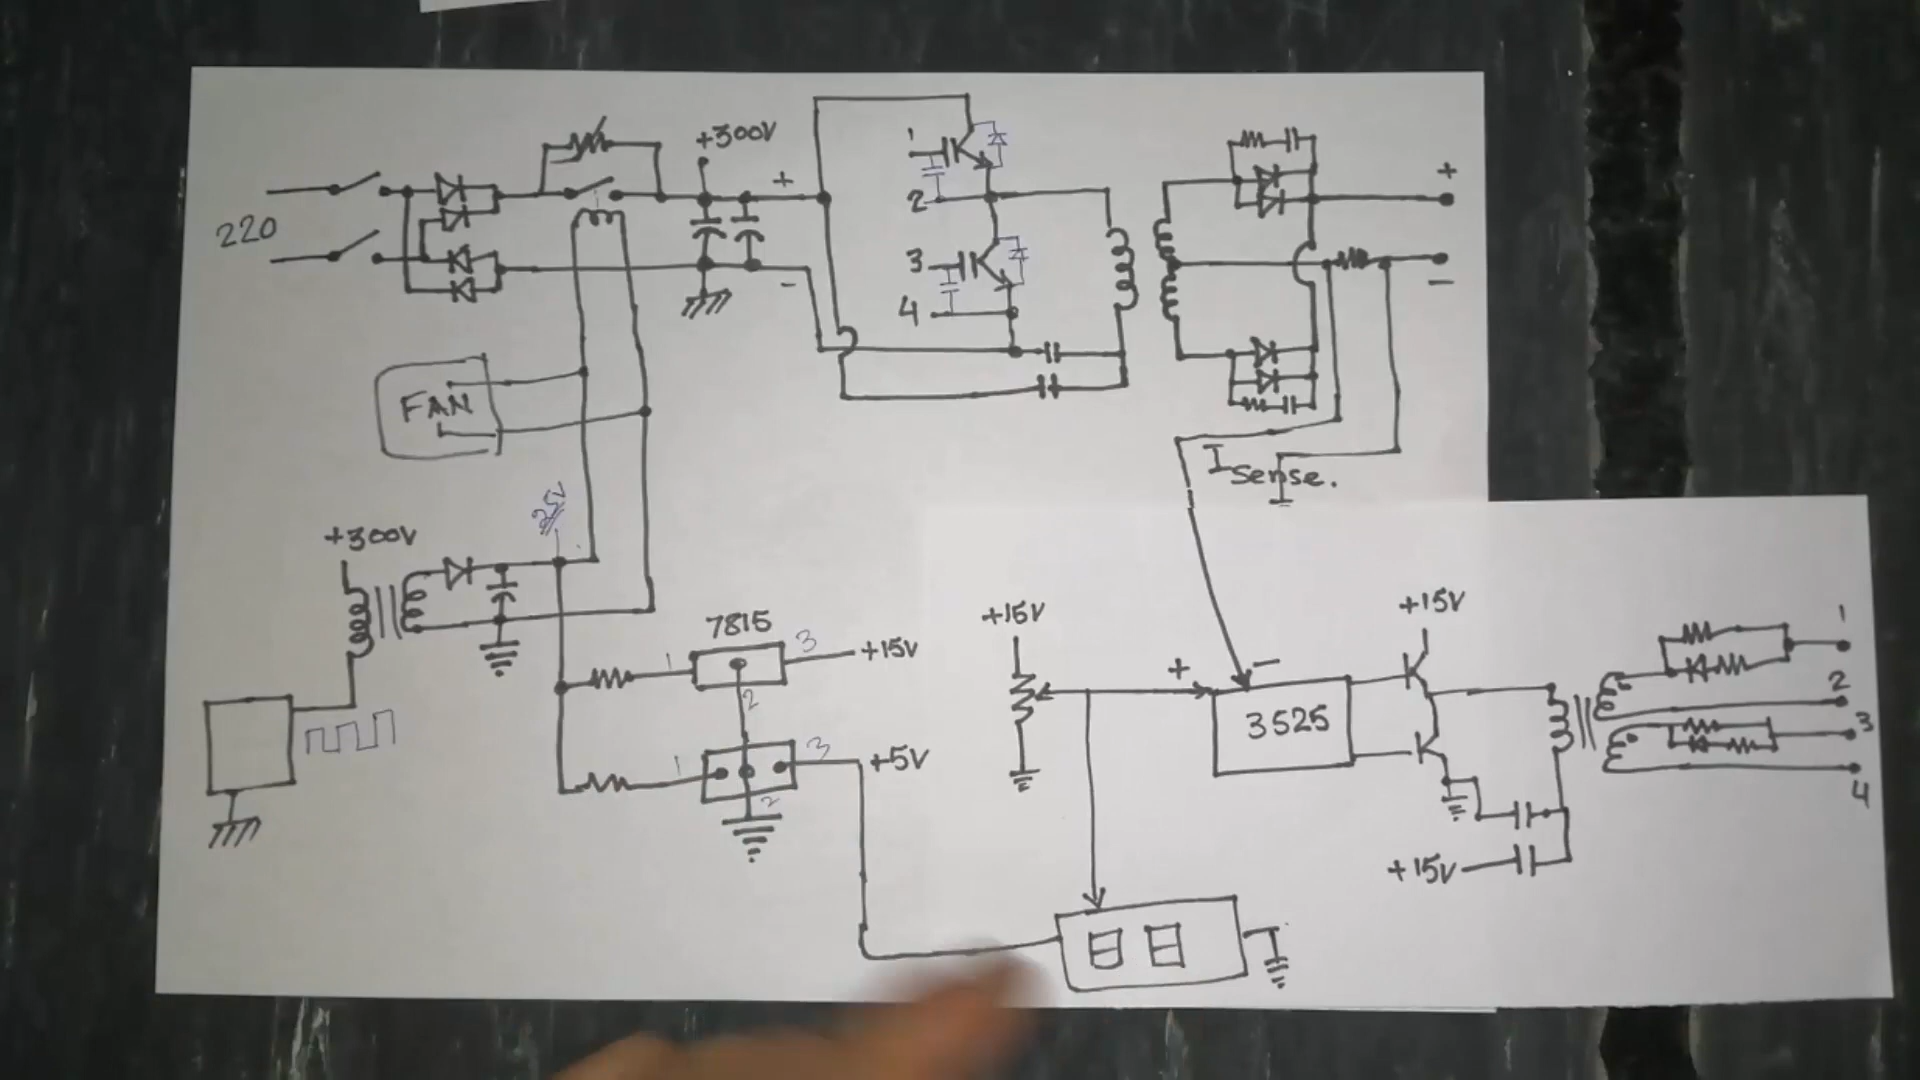 220
+300V
+
-
1
2
3
4
+
-
FAN
I Sense.
25V
+300V
7815
1
3
+15V
2
1
3
+5V
2
+15V
+
-
3525
+15V
+15V
1
2
3
4